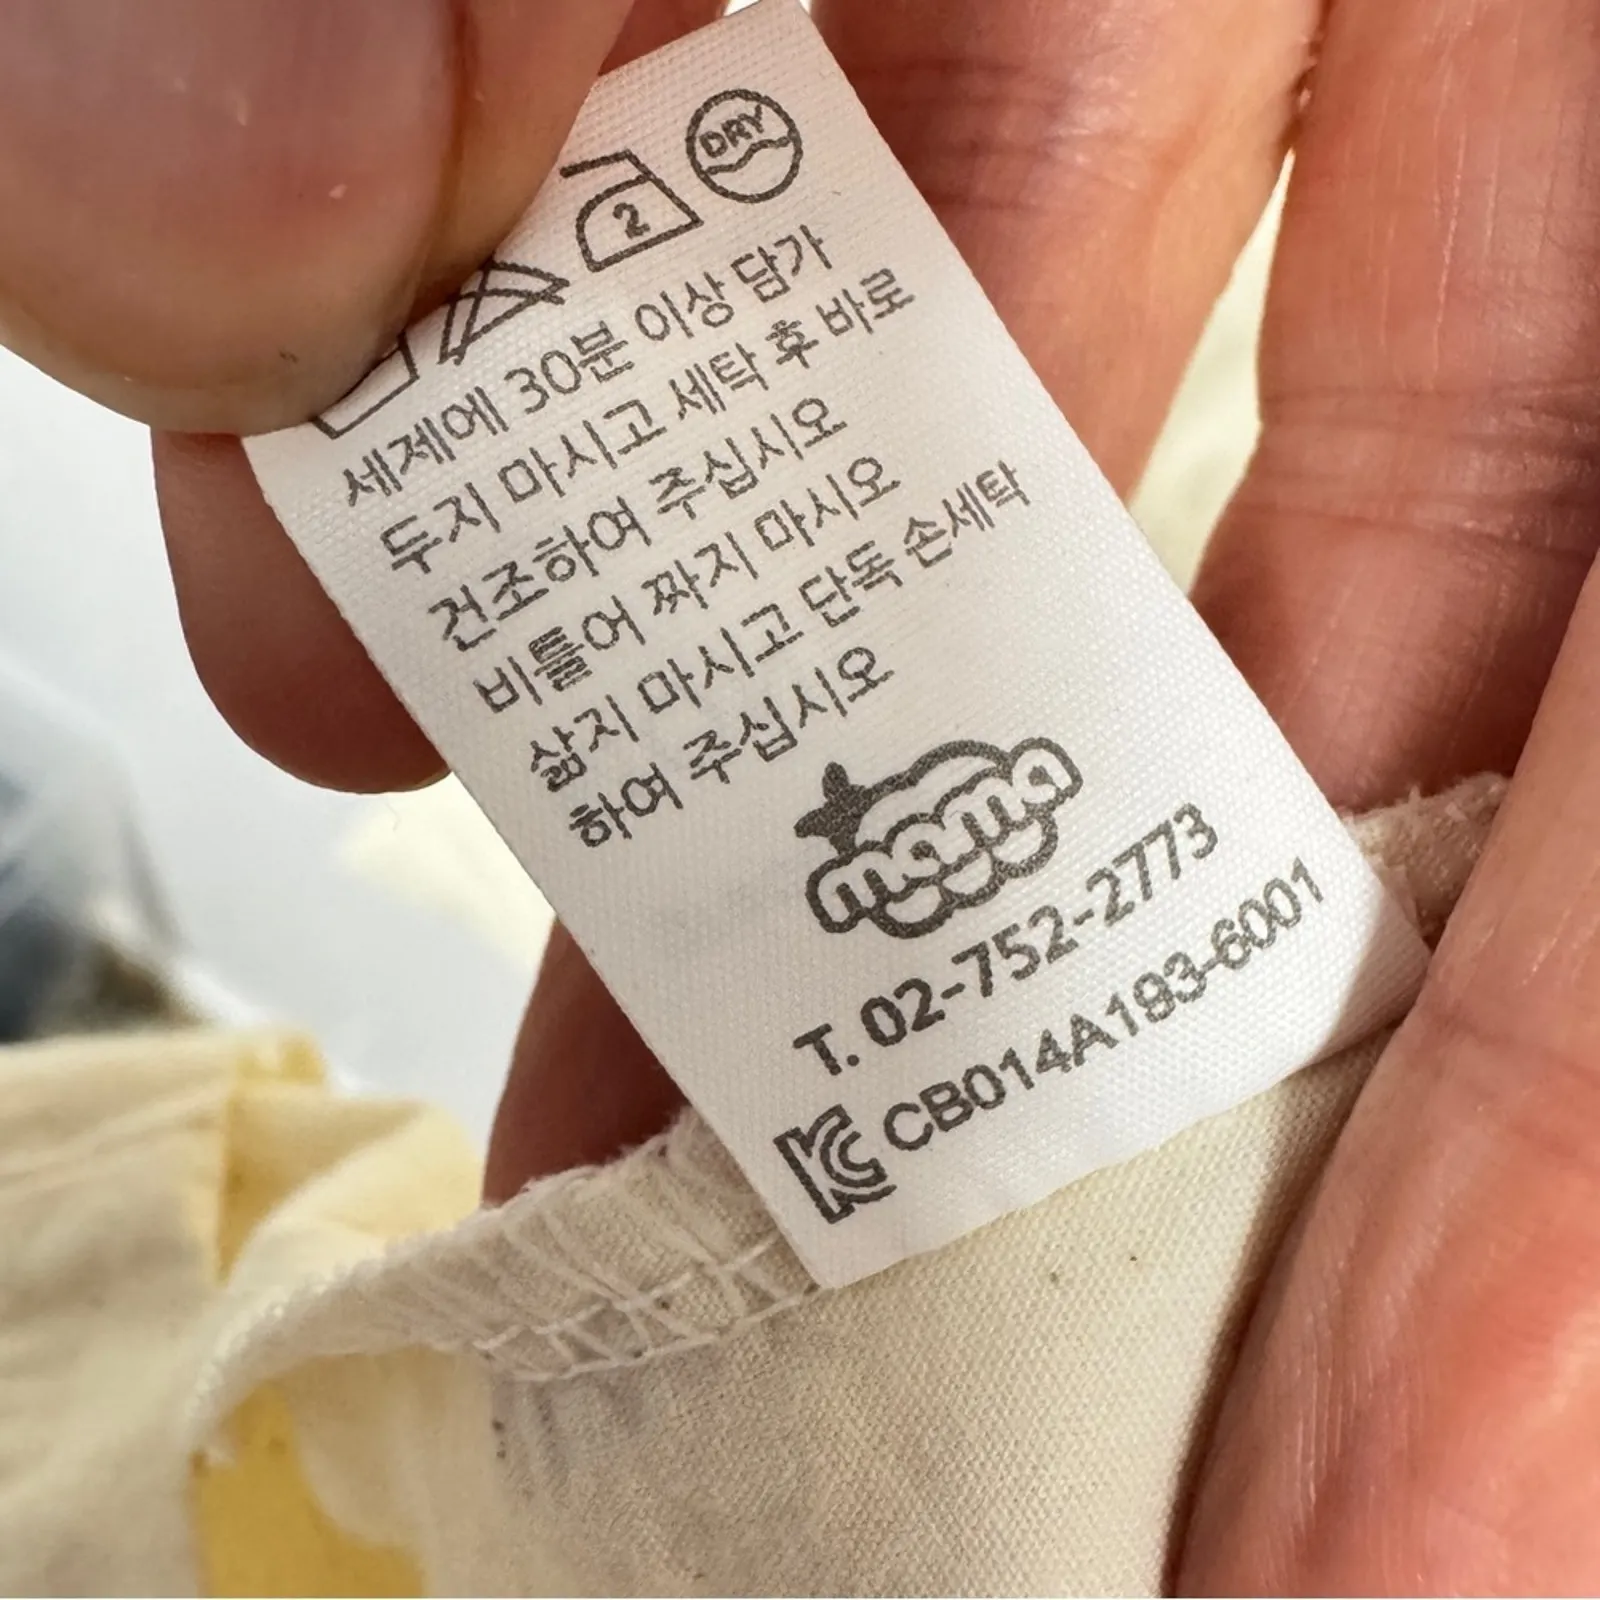 DRY
2
세제에 30분 이상 담가
두지 마시고 세탁 후 바로
건조하여 주십시오
비틀어 짜지 마시오
삶지 마시고 단독 손세탁
하여 주십시오
moma
T. 02-752-2773
KC CB014A193-6001